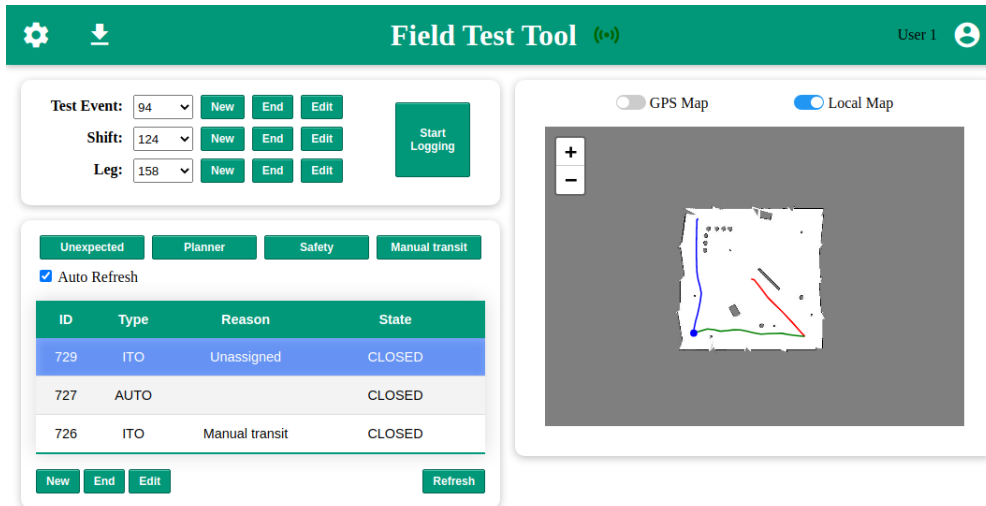 Field Test Tool
User 1
Test Event: 94 New End Edit
Shift: 124 New End Edit
Leg: 158 New End Edit
Start
Logging
Unexpected Planner Safety Manual transit
Auto Refresh
ID Type Reason State
729 ITO Unassigned CLOSED
727 AUTO CLOSED
726 ITO Manual transit CLOSED
New End Edit Refresh
GPS Map Local Map
+
−